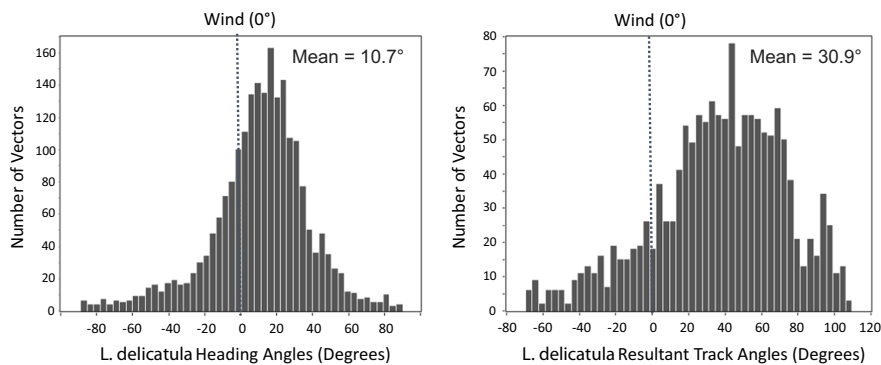 Wind (0°)
Mean = 10.7°
Number of Vectors
160
140
120
100
80
60
40
20
0
-80 -60 -40 -20 0 20 40 60 80
L. delicatula Heading Angles (Degrees)
Wind (0°)
Mean = 30.9°
Number of Vectors
80
70
60
50
40
30
20
10
0
-80 -60 -40 -20 0 20 40 60 80 100 120
L. delicatula Resultant Track Angles (Degrees)